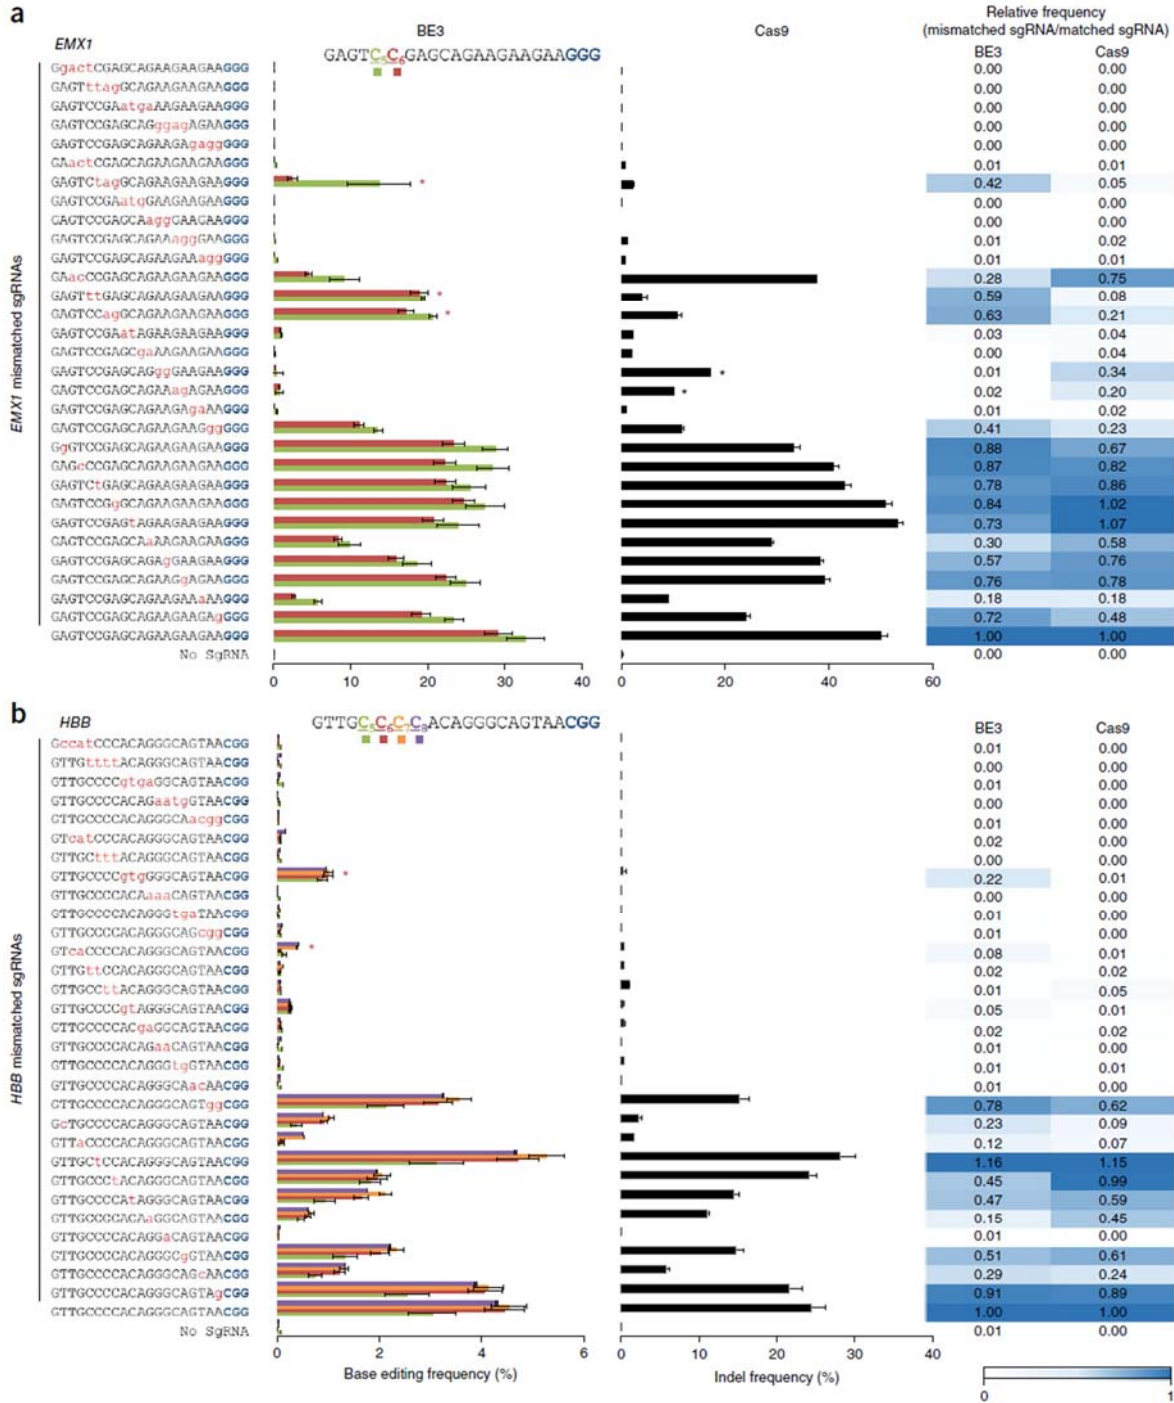 a
EMX1
BE3
Cas9
Relative frequency
(mismatched sgRNA/matched sgRNA)
BE3 Cas9
GAGTC5C6GAGCAGAAGAAGAAGGG
EMX1 mismatched sgRNAs
GgactCGAGCAGAAGAAGAAGGG 0.00 0.00
GAGTttagGCAGAAGAAGAAGGG 0.00 0.00
GAGTCCGAatgaAAGAAGAAGGG 0.00 0.00
GAGTCCGAGCAGggagAGAAGGG 0.00 0.00
GAGTCCGAGCAGAAGAgaggGGG 0.00 0.00
GAactCGAGCAGAAGAAGAAGGG 0.01 0.01
GAGTCtagGCAGAAGAAGAAGGG * 0.42 0.05
GAGTCCGAatgGAAGAAGAAGGG 0.00 0.00
GAGTCCGAGCAaggGAAGAAGGG 0.00 0.00
GAGTCCGAGCAGAAaggGAAGGG 0.01 0.02
GAGTCCGAGCAGAAGAAaggGGG 0.01 0.01
GAacCCGAGCAGAAGAAGAAGGG 0.28 0.75
GAGTttGAGCAGAAGAAGAAGGG * 0.59 0.08
GAGTCCagGCAGAAGAAGAAGGG * 0.63 0.21
GAGTCCGAatAGAAGAAGAAGGG 0.03 0.04
GAGTCCGAGCgaAAGAAGAAGGG 0.00 0.04
GAGTCCGAGCAGggGAAGAAGGG * 0.01 0.34
GAGTCCGAGCAGAAagAGAAGGG * 0.02 0.20
GAGTCCGAGCAGAAGAgaAAGGG 0.01 0.02
GAGTCCGAGCAGAAGAAGggGGG 0.41 0.23
GgGTCCGAGCAGAAGAAGAAGGG 0.88 0.67
GAGcCCGAGCAGAAGAAGAAGGG 0.87 0.82
GAGTCtGAGCAGAAGAAGAAGGG 0.78 0.86
GAGTCCGgGCAGAAGAAGAAGGG 0.84 1.02
GAGTCCGAGtAGAAGAAGAAGGG 0.73 1.07
GAGTCCGAGCAaAAGAAGAAGGG 0.30 0.58
GAGTCCGAGCAGAgGAAGAAGGG 0.57 0.76
GAGTCCGAGCAGAAGgAGAAGGG 0.76 0.78
GAGTCCGAGCAGAAGAAaAAGGG 0.18 0.18
GAGTCCGAGCAGAAGAAGAgGGG 0.72 0.48
GAGTCCGAGCAGAAGAAGAAGGG 1.00 1.00
No SgRNA 0.00 0.00
0 10 20 30 40 0 20 40 60
b
HBB
GTTGC5C6C7C8ACAGGGCAGTAACGG
BE3 Cas9
HBB mismatched sgRNAs
GccatCCCACAGGGCAGTAACGG 0.01 0.00
GTTGttttACAGGGCAGTAACGG 0.00 0.00
GTTGCCCCgtgaGGCAGTAACGG 0.01 0.00
GTTGCCCCACAGaatgGTAACGG 0.00 0.00
GTTGCCCCACAGGGCAacggCGG 0.01 0.00
GTcatCCCACAGGGCAGTAACGG 0.02 0.00
GTTGCtttACAGGGCAGTAACGG 0.00 0.00
GTTGCCCCgtgGGGCAGTAACGG * 0.22 0.01
GTTGCCCCACAaaaCAGTAACGG 0.00 0.00
GTTGCCCCACAGGGtgaTAACGG 0.01 0.00
GTTGCCCCACAGGGCAGcggCGG 0.01 0.00
GTcaCCCCACAGGGCAGTAACGG * 0.08 0.01
GTTGttCCACAGGGCAGTAACGG 0.02 0.02
GTTGCCttACAGGGCAGTAACGG 0.01 0.05
GTTGCCCCgtAGGGCAGTAACGG 0.05 0.01
GTTGCCCCACgaGGCAGTAACGG 0.02 0.02
GTTGCCCCACAGaaCAGTAACGG 0.01 0.00
GTTGCCCCACAGGGtgGTAACGG 0.01 0.01
GTTGCCCCACAGGGCAacAACGG 0.01 0.00
GTTGCCCCACAGGGCAGTggCGG 0.78 0.62
GcTGCCCCACAGGGCAGTAACGG 0.23 0.09
GTTaCCCCACAGGGCAGTAACGG 0.12 0.07
GTTGCtCCACAGGGCAGTAACGG 1.16 1.15
GTTGCCCtACAGGGCAGTAACGG 0.45 0.99
GTTGCCCCAtAGGGCAGTAACGG 0.47 0.59
GTTGCCCCACAaGGCAGTAACGG 0.15 0.45
GTTGCCCCACAGGaCAGTAACGG 0.01 0.00
GTTGCCCCACAGGGCgGTAACGG 0.51 0.61
GTTGCCCCACAGGGCAGcAACGG 0.29 0.24
GTTGCCCCACAGGGCAGTAgCGG 0.91 0.89
GTTGCCCCACAGGGCAGTAACGG 1.00 1.00
No SgRNA 0.01 0.00
0 2 4 6 0 10 20 30 40
Base editing frequency (%)
Indel frequency (%)
0 1